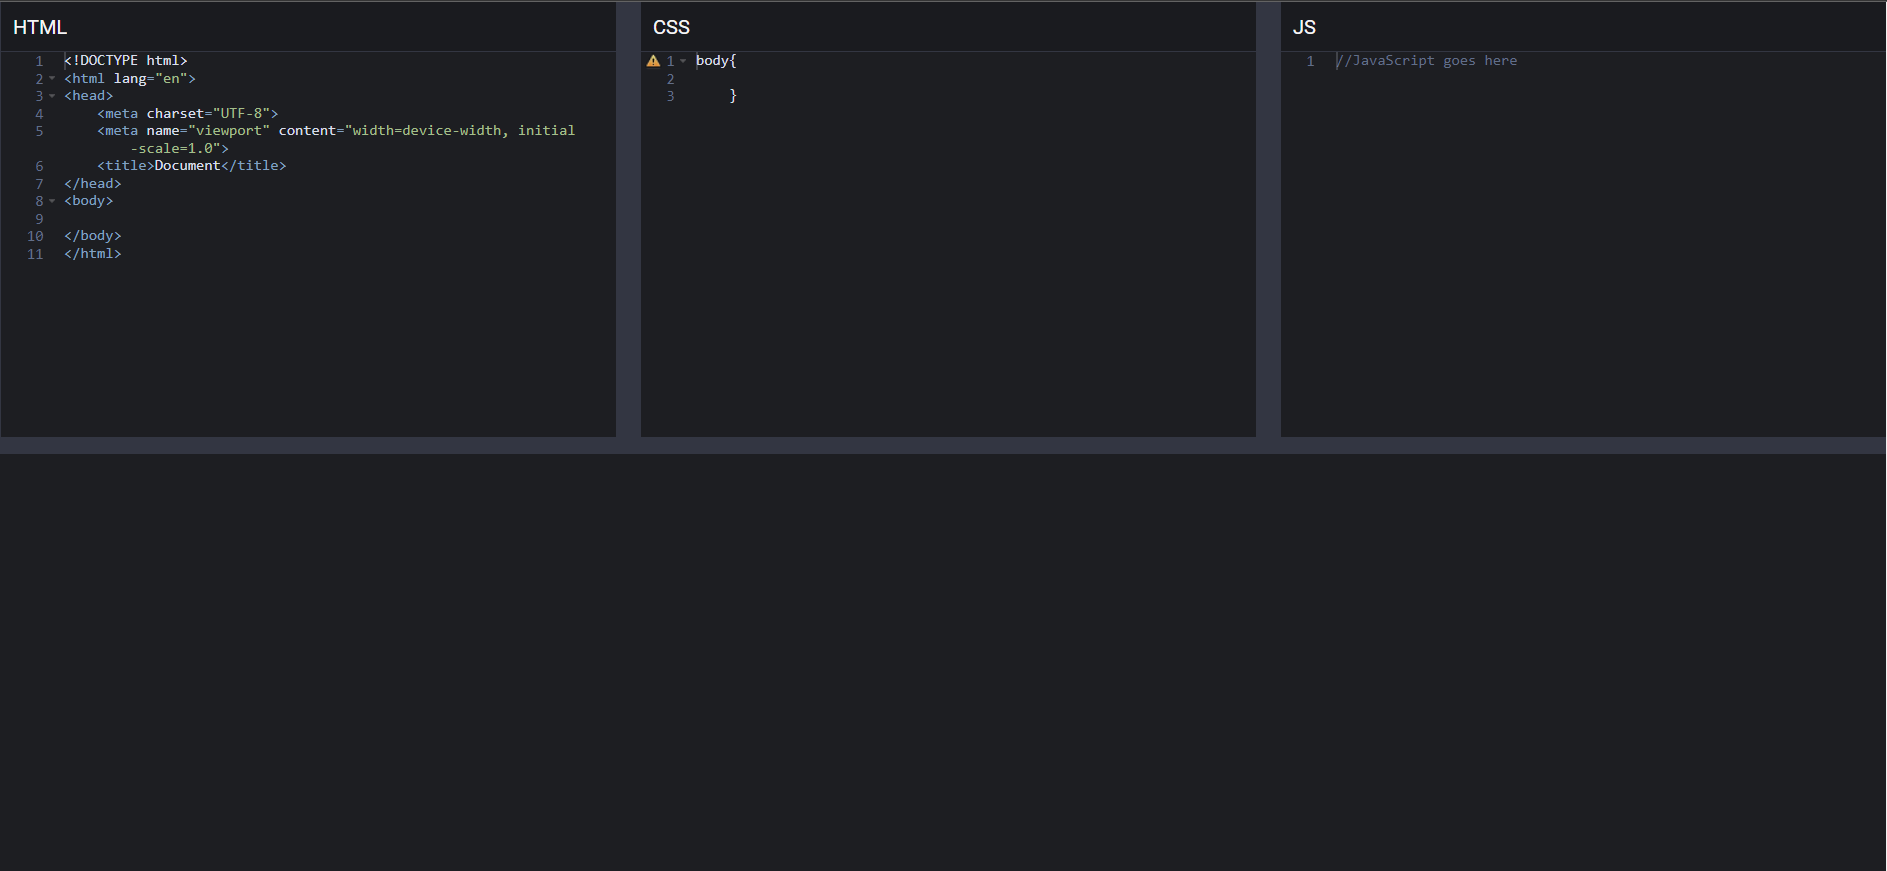 HTML
1 <!DOCTYPE html>
2 <html lang="en">
3 <head>
4 <meta charset="UTF-8">
5 <meta name="viewport" content="width=device-width, initial
-scale=1.0">
6 <title>Document</title>
7 </head>
8 <body>
9
10 </body>
11 </html>
CSS
1 body{
2
3 }
JS
1 //JavaScript goes here